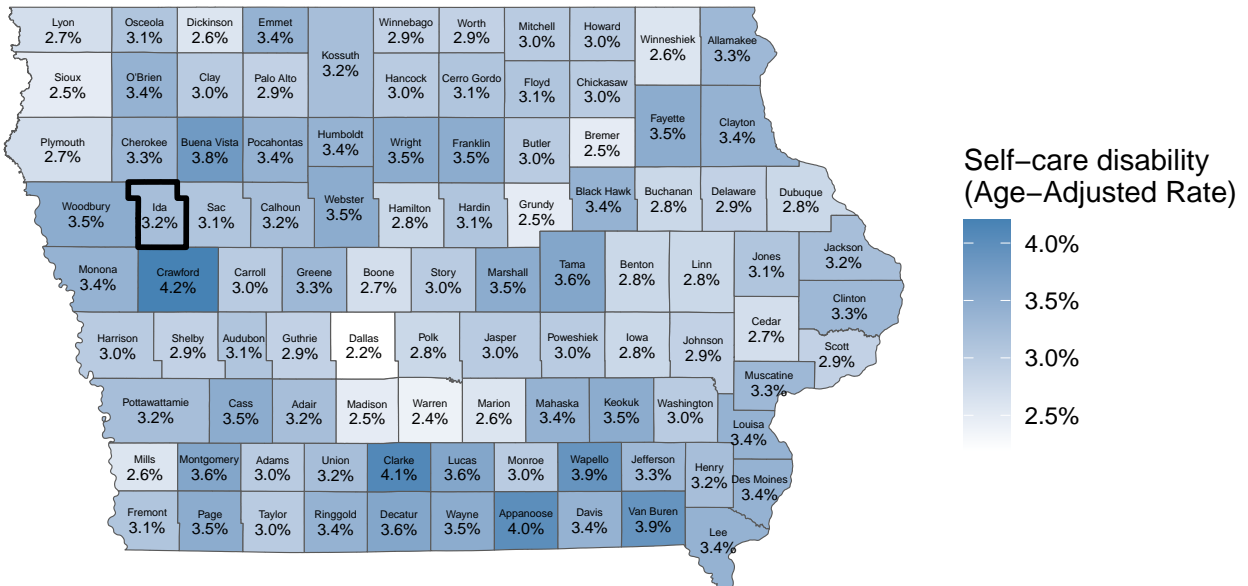 Lyon
2.7%
Osceola
3.1%
Dickinson
2.6%
Emmet
3.4%
Kossuth
3.2%
Winnebago
2.9%
Worth
2.9%
Mitchell
3.0%
Howard
3.0%
Winneshiek
2.6%
Allamakee
3.3%
Sioux
2.5%
O'Brien
3.4%
Clay
3.0%
Palo Alto
2.9%
Hancock
3.0%
Cerro Gordo
3.1%
Floyd
3.1%
Chickasaw
3.0%
Fayette
3.5%
Clayton
3.4%
Plymouth
2.7%
Cherokee
3.3%
Buena Vista
3.8%
Pocahontas
3.4%
Humboldt
3.4%
Wright
3.5%
Franklin
3.5%
Butler
3.0%
Bremer
2.5%
Woodbury
3.5%
Ida
3.2%
Sac
3.1%
Calhoun
3.2%
Webster
3.5%
Hamilton
2.8%
Hardin
3.1%
Grundy
2.5%
Black Hawk
3.4%
Buchanan
2.8%
Delaware
2.9%
Dubuque
2.8%
Monona
3.4%
Crawford
4.2%
Carroll
3.0%
Greene
3.3%
Boone
2.7%
Story
3.0%
Marshall
3.5%
Tama
3.6%
Benton
2.8%
Linn
2.8%
Jones
3.1%
Jackson
3.2%
Clinton
3.3%
Harrison
3.0%
Shelby
2.9%
Audubon
3.1%
Guthrie
2.9%
Dallas
2.2%
Polk
2.8%
Jasper
3.0%
Poweshiek
3.0%
Iowa
2.8%
Johnson
2.9%
Cedar
2.7%
Scott
2.9%
Muscatine
3.3%
Pottawattamie
3.2%
Cass
3.5%
Adair
3.2%
Madison
2.5%
Warren
2.4%
Marion
2.6%
Mahaska
3.4%
Keokuk
3.5%
Washington
3.0%
Louisa
3.4%
Mills
2.6%
Montgomery
3.6%
Adams
3.0%
Union
3.2%
Clarke
4.1%
Lucas
3.6%
Monroe
3.0%
Wapello
3.9%
Jefferson
3.3%
Henry
3.2%
Des Moines
3.4%
Fremont
3.1%
Page
3.5%
Taylor
3.0%
Ringgold
3.4%
Decatur
3.6%
Wayne
3.5%
Appanoose
4.0%
Davis
3.4%
Van Buren
3.9%
Lee
3.4%
Self−care disability
(Age−Adjusted Rate)
4.0%
3.5%
3.0%
2.5%